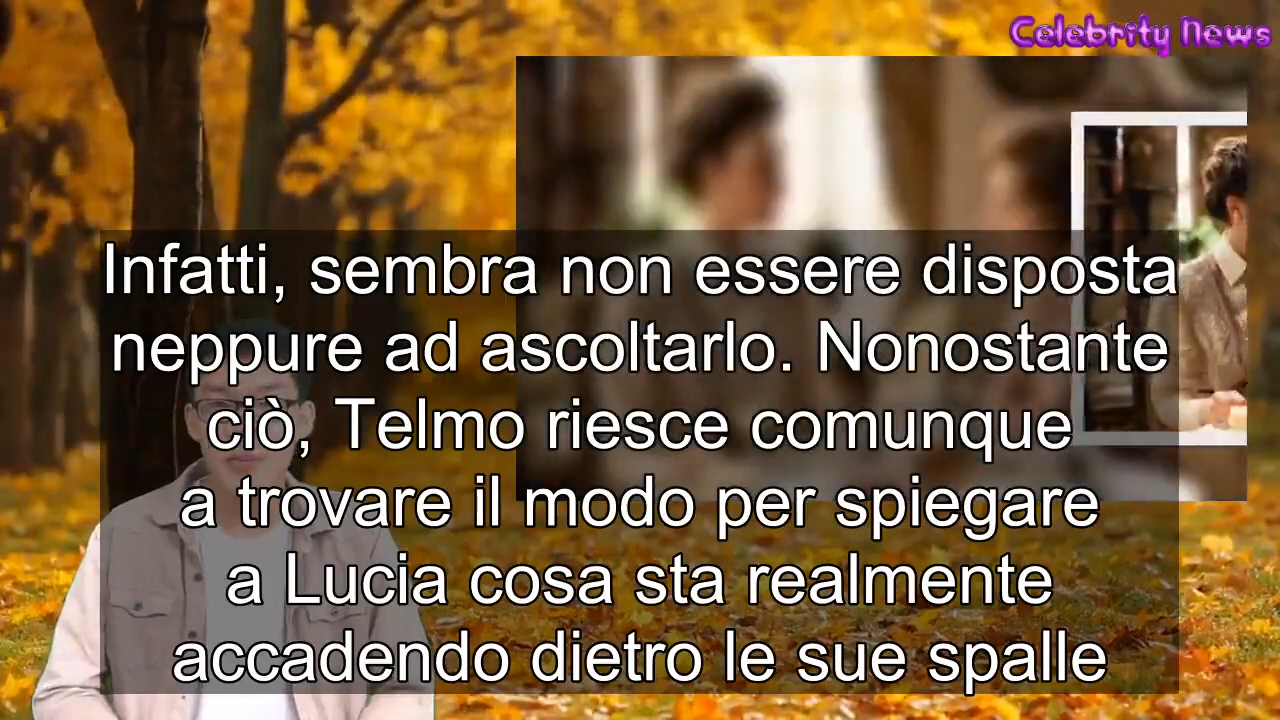 Celebrity News
Infatti, sembra non essere disposta
neppure ad ascoltarlo. Nonostante
ciò, Telmo riesce comunque
a trovare il modo per spiegare
a Lucia cosa sta realmente
accadendo dietro le sue spalle